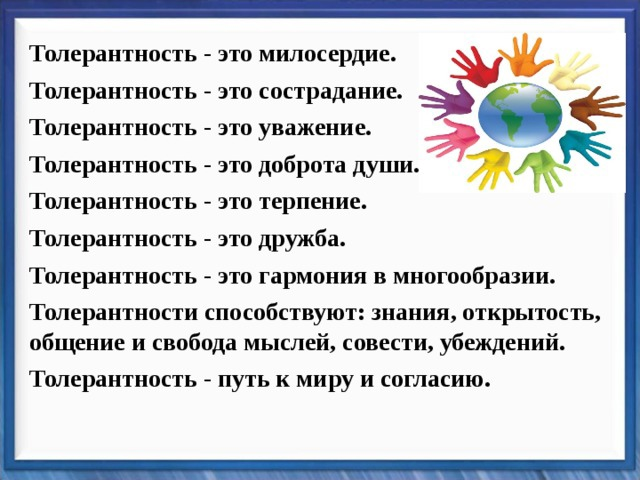 Толерантность - это милосердие.
Толерантность - это сострадание.
Толерантность - это уважение.
Толерантность - это доброта души.
Толерантность - это терпение.
Толерантность - это дружба.
Толерантность - это гармония в многообразии.
Толерантности способствуют: знания, открытость,
общение и свобода мыслей, совести, убеждений.
Толерантность - путь к миру и согласию.